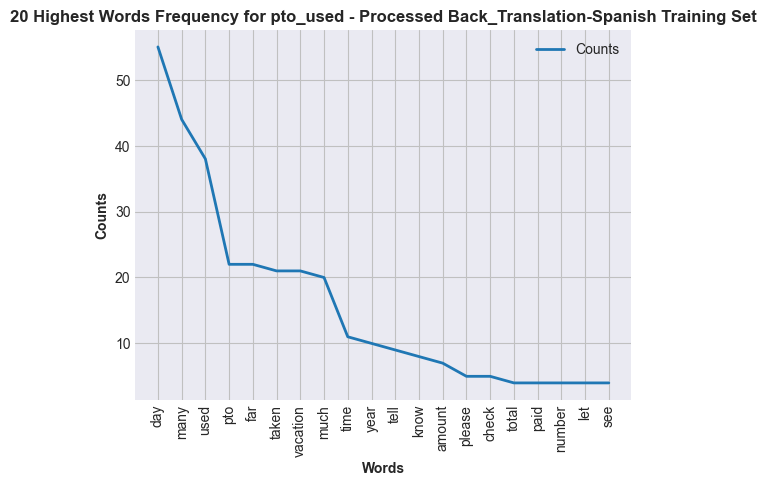 20 Highest Words Frequency for pto_used - Processed Back_Translation-Spanish Training Set
Counts
50
40
30
20
10
Counts
day
many
used
pto
far
taken
vacation
much
time
year
tell
know
amount
please
check
total
paid
number
let
see
Words